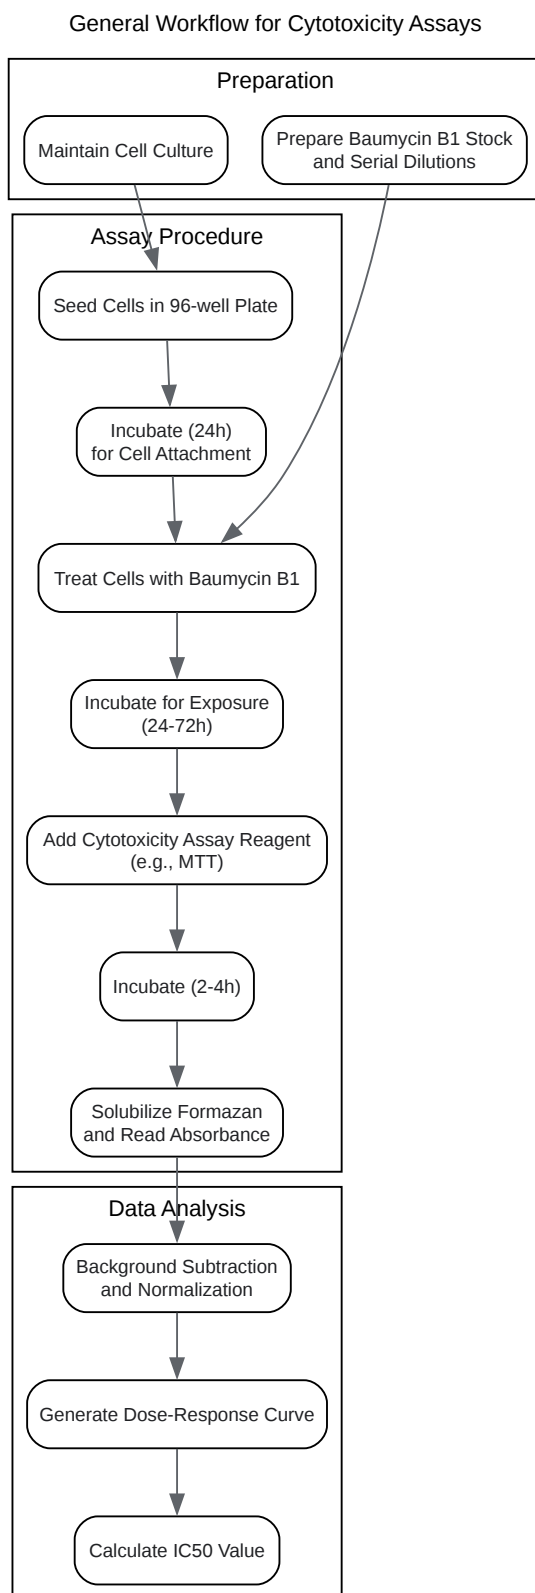 General Workflow for Cytotoxicity Assays
Preparation
Maintain Cell Culture
Prepare Baumycin B1 Stock
and Serial Dilutions
Assay Procedure
Seed Cells in 96-well Plate
Incubate (24h)
for Cell Attachment
Treat Cells with Baumycin B1
Incubate for Exposure
(24-72h)
Add Cytotoxicity Assay Reagent
(e.g., MTT)
Incubate (2-4h)
Solubilize Formazan
and Read Absorbance
Data Analysis
Background Subtraction
and Normalization
Generate Dose-Response Curve
Calculate IC50 Value